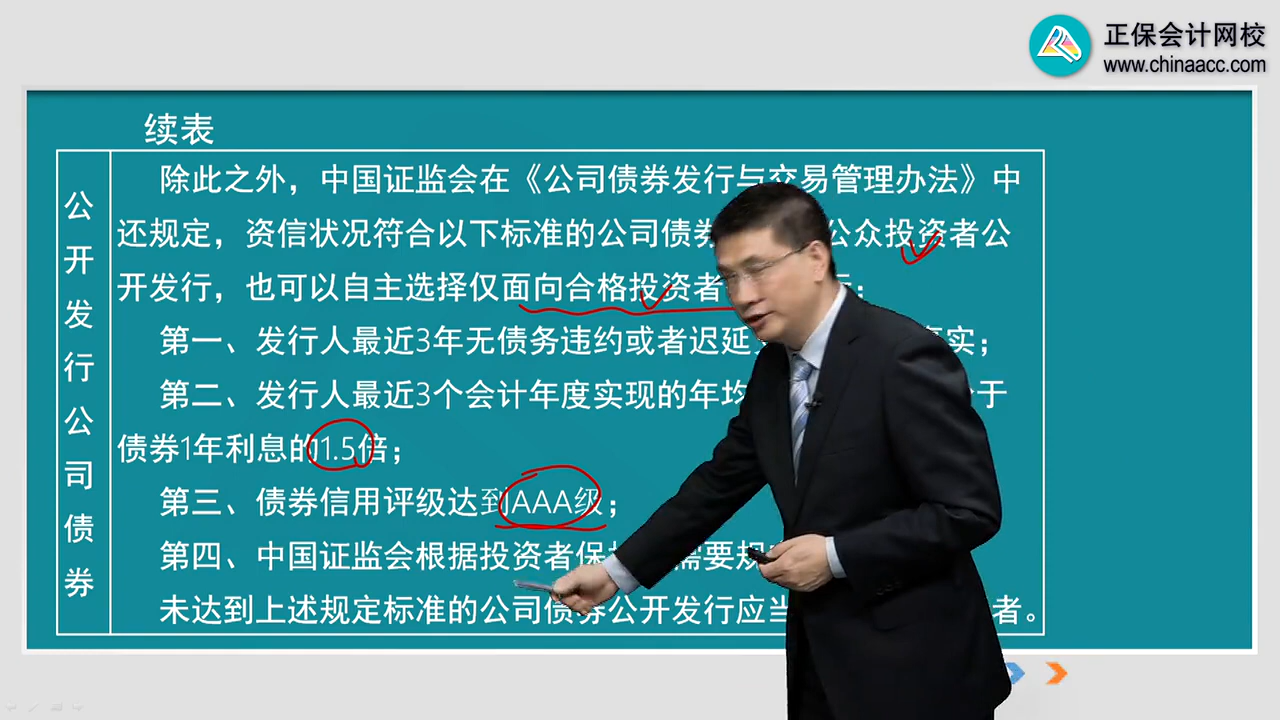 正保会计网校
www.chinaacc.com
续表
公开发行公司债券
除此之外，中国证监会在《公司债券发行与交易管理办法》中
还规定，资信状况符合以下标准的公司债券 公众投资者公
开发行，也可以自主选择仅面向合格投资者
第一、发行人最近3年无债务违约或者迟延 实；
第二、发行人最近3个会计年度实现的年均 于
债券1年利息的1.5倍；
第三、债券信用评级达到AAA级；
第四、中国证监会根据投资者保 需要规
未达到上述规定标准的公司债券公开发行应当 者。